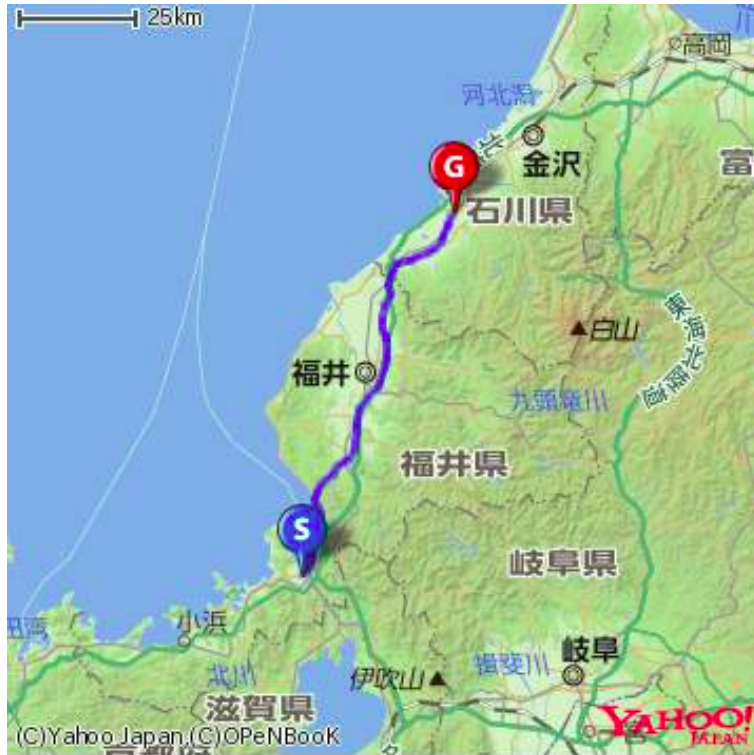 25km
高岡
河北潟
北
金沢
富
G
石川県
白山
東海北陸道
福井
九頭竜川
福井県
S
岐阜県
小浜
田湾
揖斐川
岐阜
北川
伊吹山
滋賀県
YAHOO!
JAPAN
(C)Yahoo Japan,(C)OPeNBooK